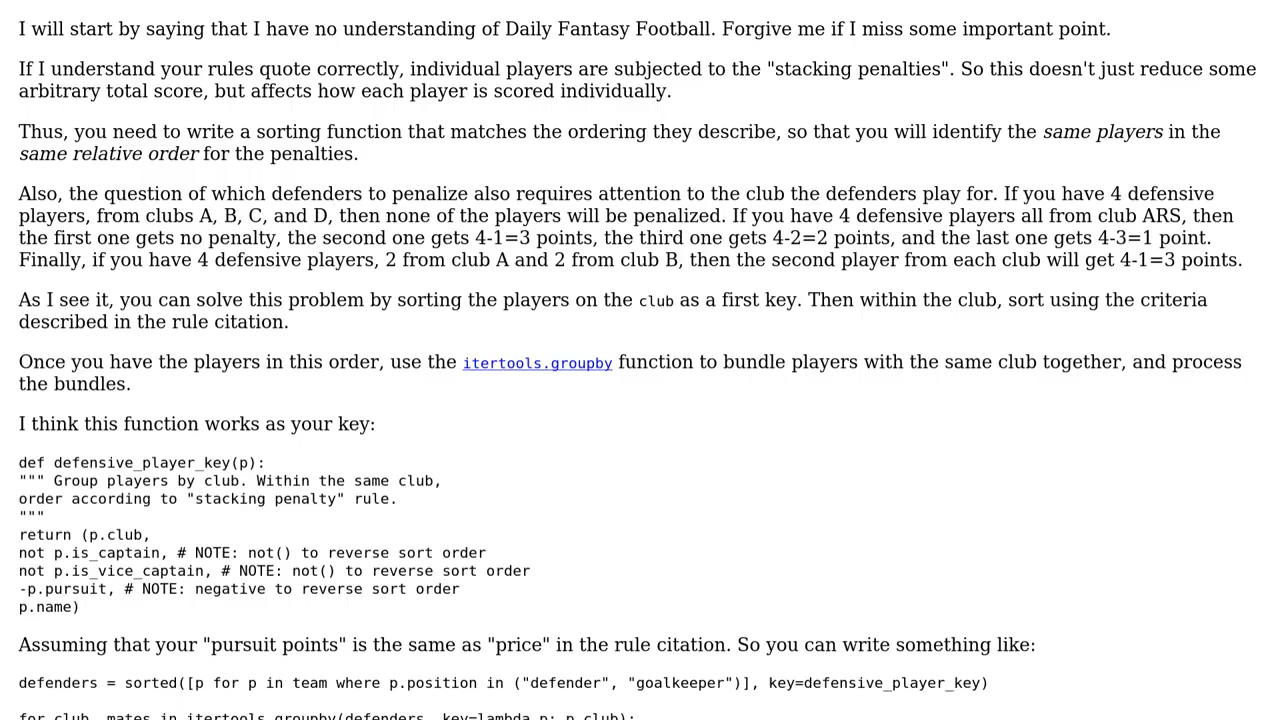 I will start by saying that I have no understanding of Daily Fantasy Football. Forgive me if I miss some important point.
If I understand your rules quote correctly, individual players are subjected to the "stacking penalties". So this doesn't just reduce some
arbitrary total score, but affects how each player is scored individually.
Thus, you need to write a sorting function that matches the ordering they describe, so that you will identify the same players in the
same relative order for the penalties.
Also, the question of which defenders to penalize also requires attention to the club the defenders play for. If you have 4 defensive
players, from clubs A, B, C, and D, then none of the players will be penalized. If you have 4 defensive players all from club ARS, then
the first one gets no penalty, the second one gets 4-1=3 points, the third one gets 4-2=2 points, and the last one gets 4-3=1 point.
Finally, if you have 4 defensive players, 2 from club A and 2 from club B, then the second player from each club will get 4-1=3 points.
As I see it, you can solve this problem by sorting the players on the club as a first key. Then within the club, sort using the criteria
described in the rule citation.
Once you have the players in this order, use the itertools.groupby function to bundle players with the same club together, and process
the bundles.
I think this function works as your key:
def defensive_player_key(p):
""" Group players by club. Within the same club,
order according to "stacking penalty" rule.
"""
return (p.club,
not p.is_captain, # NOTE: not() to reverse sort order
not p.is_vice_captain, # NOTE: not() to reverse sort order
-p.pursuit, # NOTE: negative to reverse sort order
p.name)
Assuming that your "pursuit points" is the same as "price" in the rule citation. So you can write something like:
defenders = sorted([p for p in team where p.position in ("defender", "goalkeeper")], key=defensive_player_key)
for club, mates in itertools.groupby(defenders, key=lambda p: p.club):